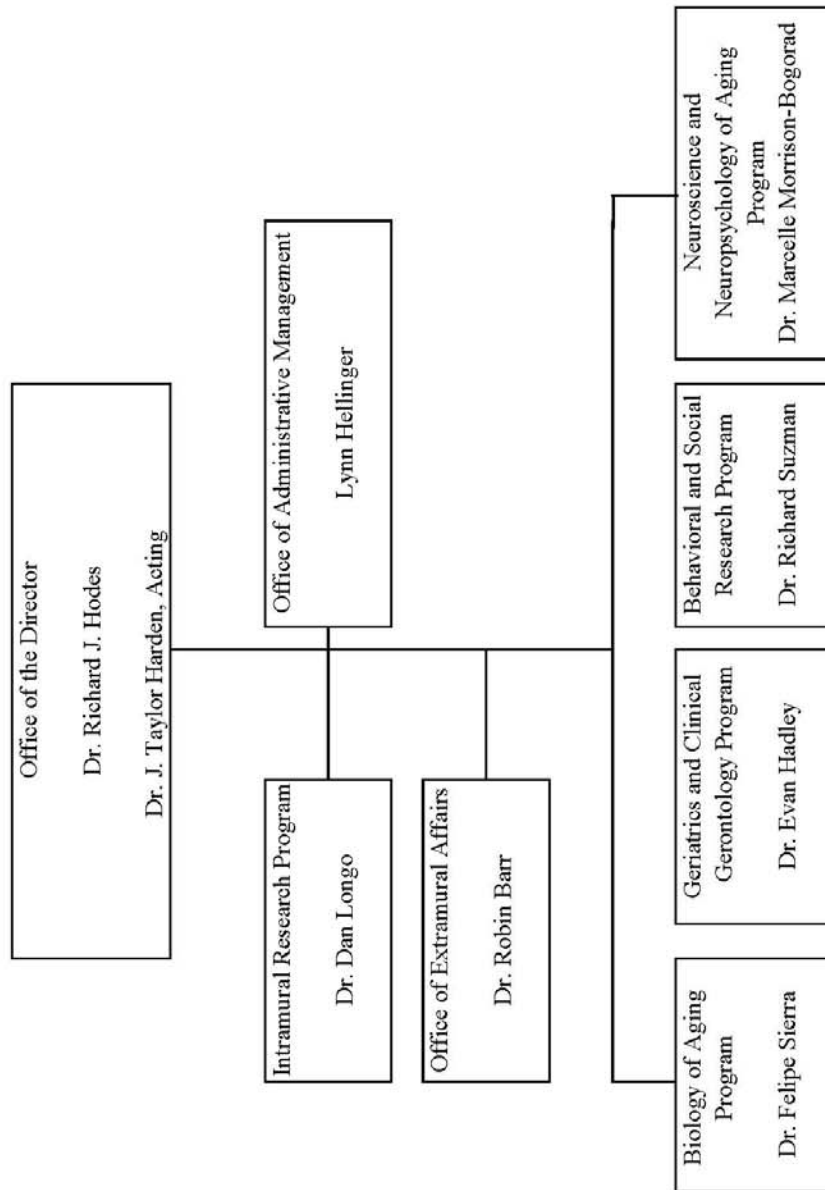 Office of the Director
Dr. Richard J. Hodes
Dr. J. Taylor Harden, Acting
Intramural Research Program
Dr. Dan Longo
Office of Administrative Management
Lynn Hellinger
Office of Extramural Affairs
Dr. Robin Barr
Biology of Aging
Program
Dr. Felipe Sierra
Geriatrics and Clinical
Gerontology Program
Dr. Evan Hadley
Behavioral and Social
Research Program
Dr. Richard Suzman
Neuroscience and
Neuropsychology of Aging
Program
Dr. Marcelle Morrison-Bogorad